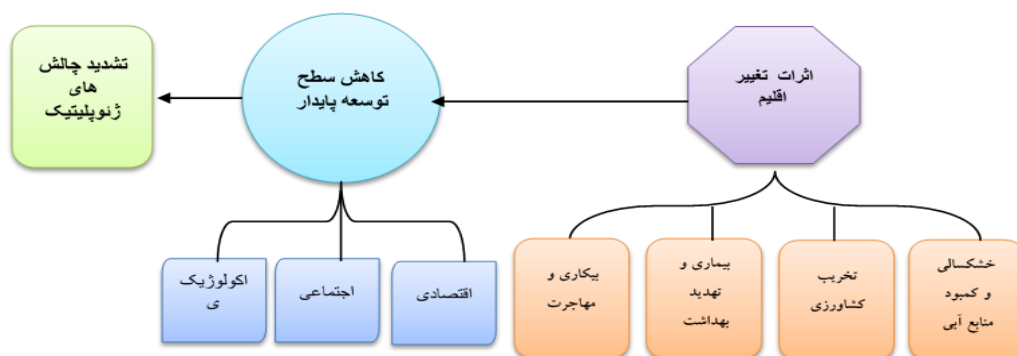 اثرات تغییر
اقلیم
کاهش سطح
توسعه پایدار
تشدید چالش
های
ژئوپلیتیک
خشکسالی
و کمبود
منابع آبی
تخریب
کشاورزی
بیماری و
تهدید
بهداشت
بیکاری و
مهاجرت
اقتصادی
اجتماعی
اکولوژیک
ی